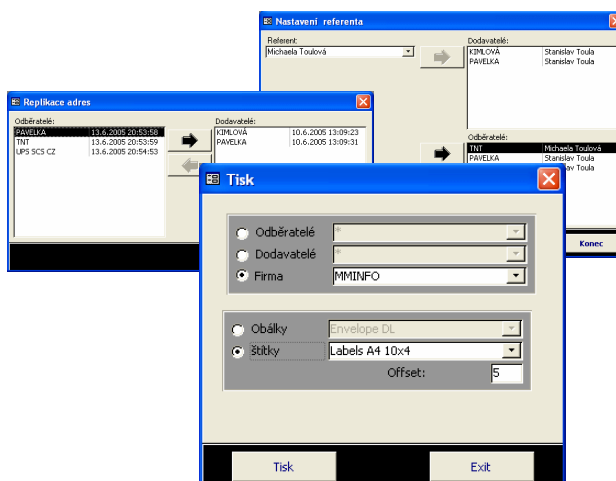 Nastavení referenta
Referent:
Michaela Toulová
Dodavatelé:
KIMLOVÁ Stanislav Toula
PAVELKA Stanislav Toula
Odběratelé:
TNT Michaela Toulová
PAVELKA Stanislav Toula
av Toula
Konec
Replikace adres
Odběratelé:
PAVELKA 13.6.2005 20:53:58
TNT 13.6.2005 20:53:59
UPS SCS CZ 13.6.2005 20:54:53
Dodavatelé:
KIMLOVÁ 10.6.2005 13:09:23
PAVELKA 10.6.2005 13:09:31
Tisk
Odběratelé *
Dodavatelé *
Firma MMINFO
Obálky Envelope DL
štítky Labels A4 10x4
Offset: 5
Tisk Exit